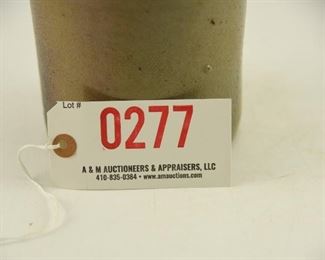 Lot #
0277
A & M AUCTIONEERS & APPRAISERS, LLC
410-835-0384 • www.amauctions.com